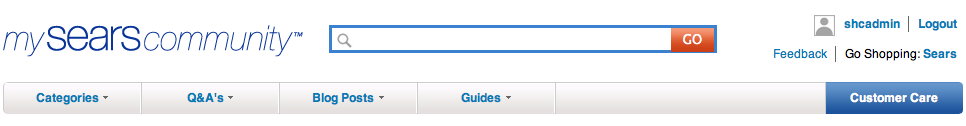 mysearscommunity™
GO
shcadmin | Logout
Feedback | Go Shopping: Sears
Categories Q&A's Blog Posts Guides Customer Care